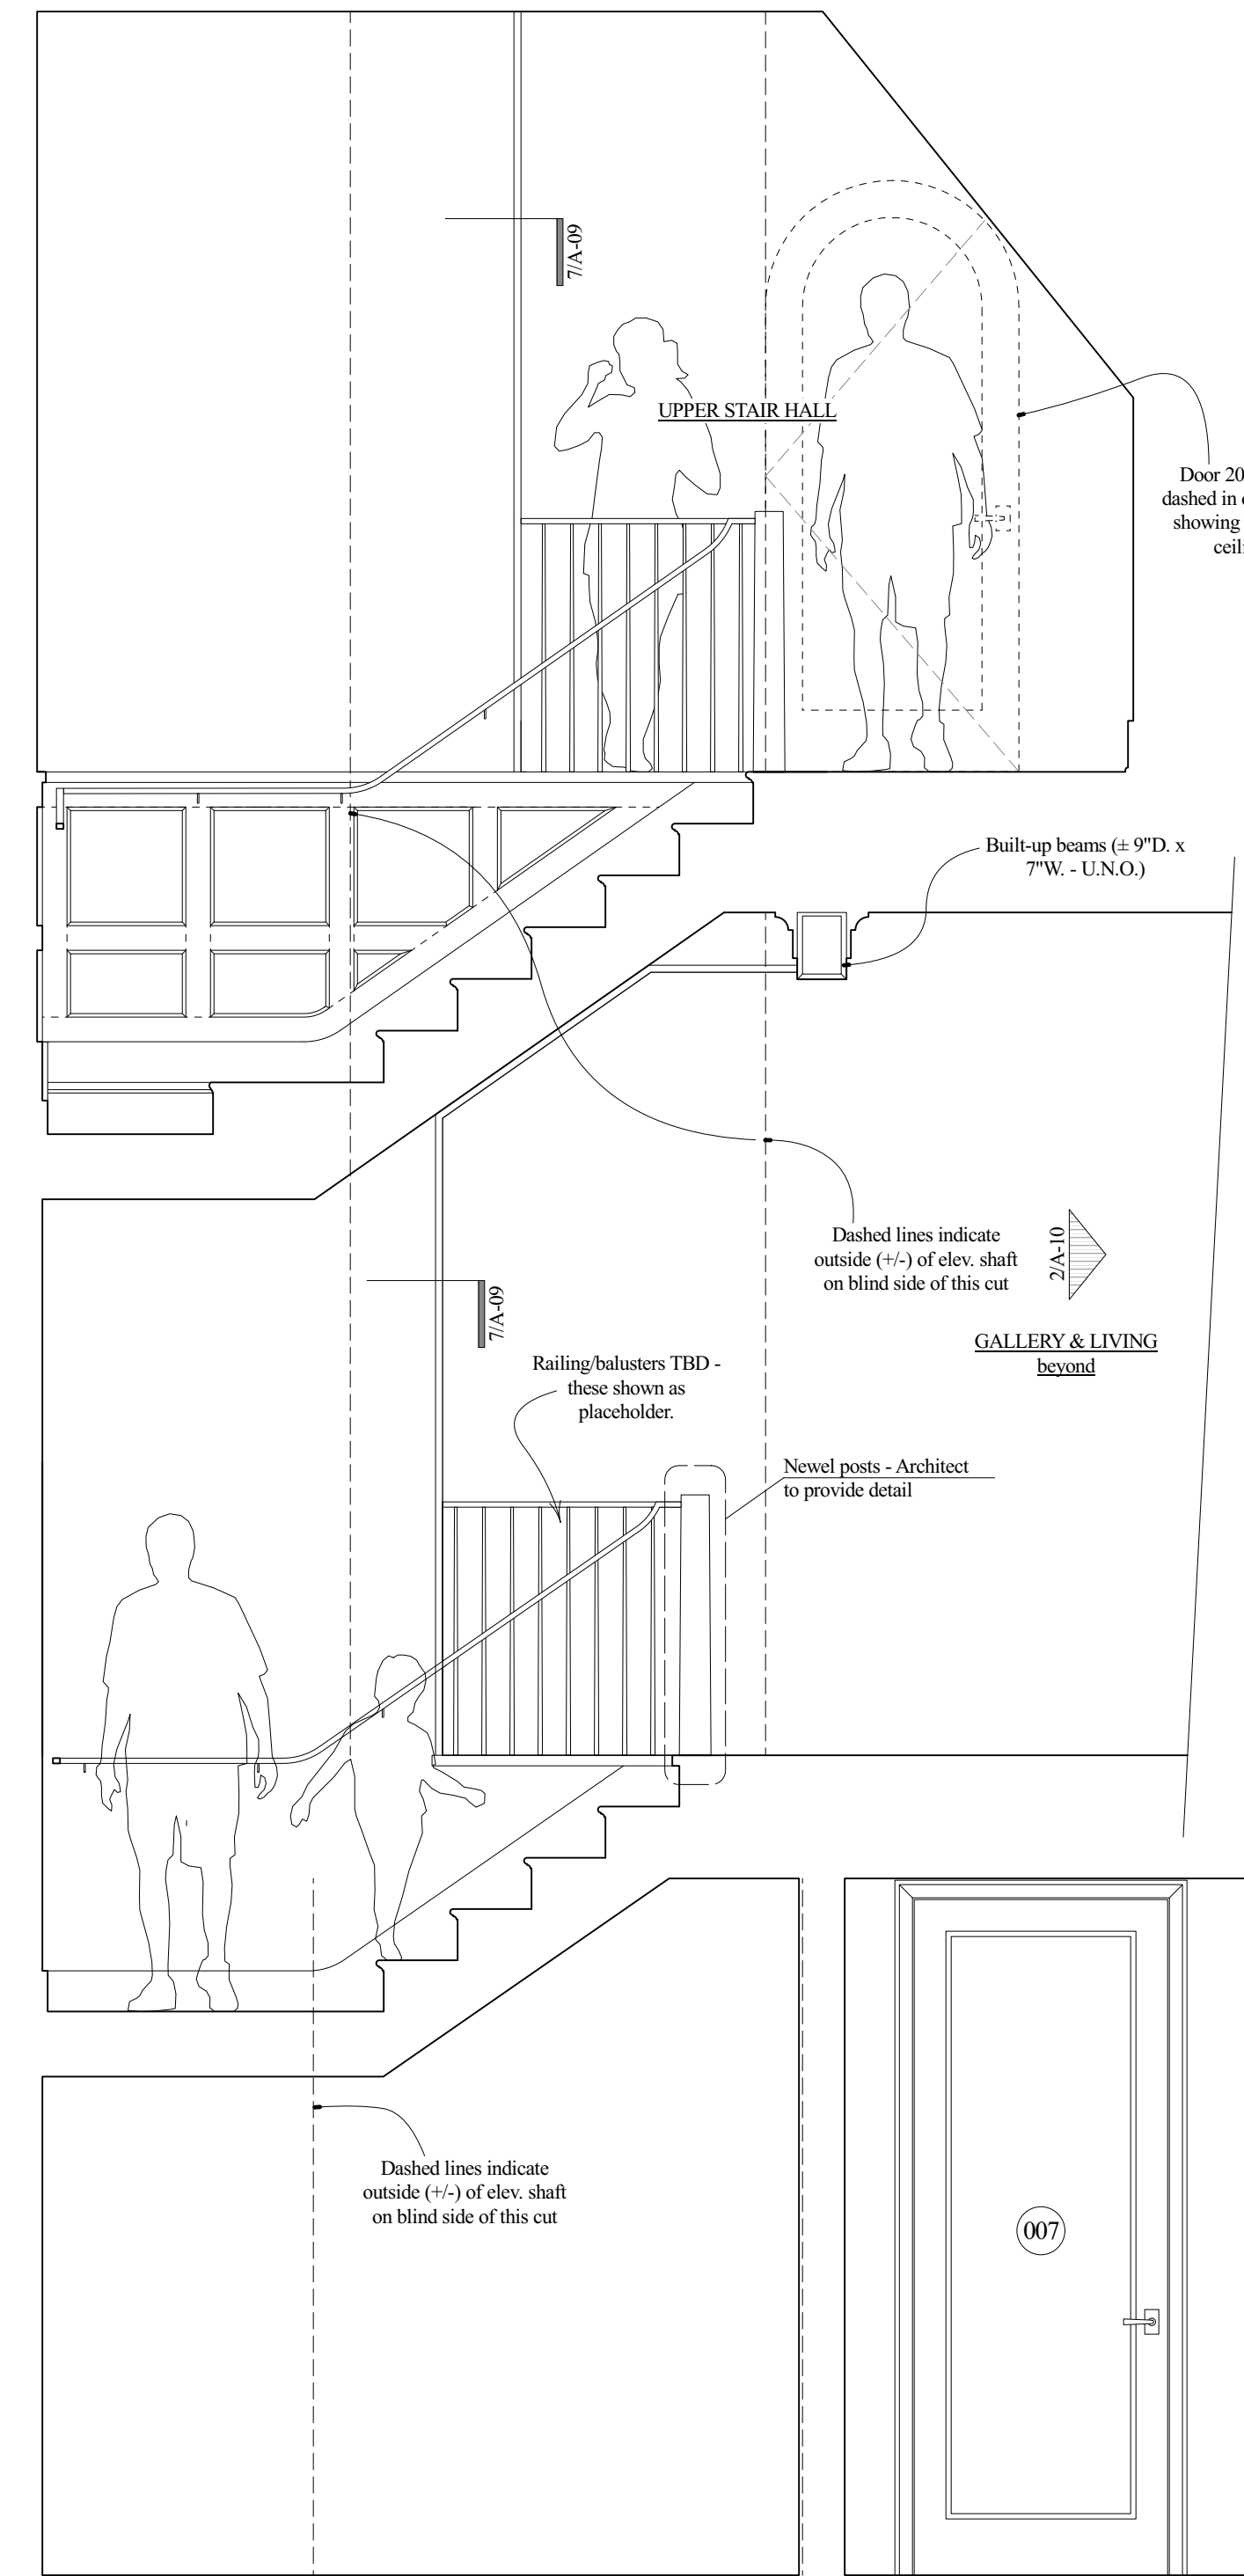 7/A-09
UPPER STAIR HALL
Door 20
dashed in
showing
ceil
Built-up beams (± 9"D. x
7"W. - U.N.O.)
Dashed lines indicate
outside (+/-) of elev. shaft
on blind side of this cut
2/A-10
7/A-09
GALLERY & LIVING
beyond
Railing/balusters TBD -
these shown as
placeholder.
Newel posts - Architect
to provide detail
Dashed lines indicate
outside (+/-) of elev. shaft
on blind side of this cut
007